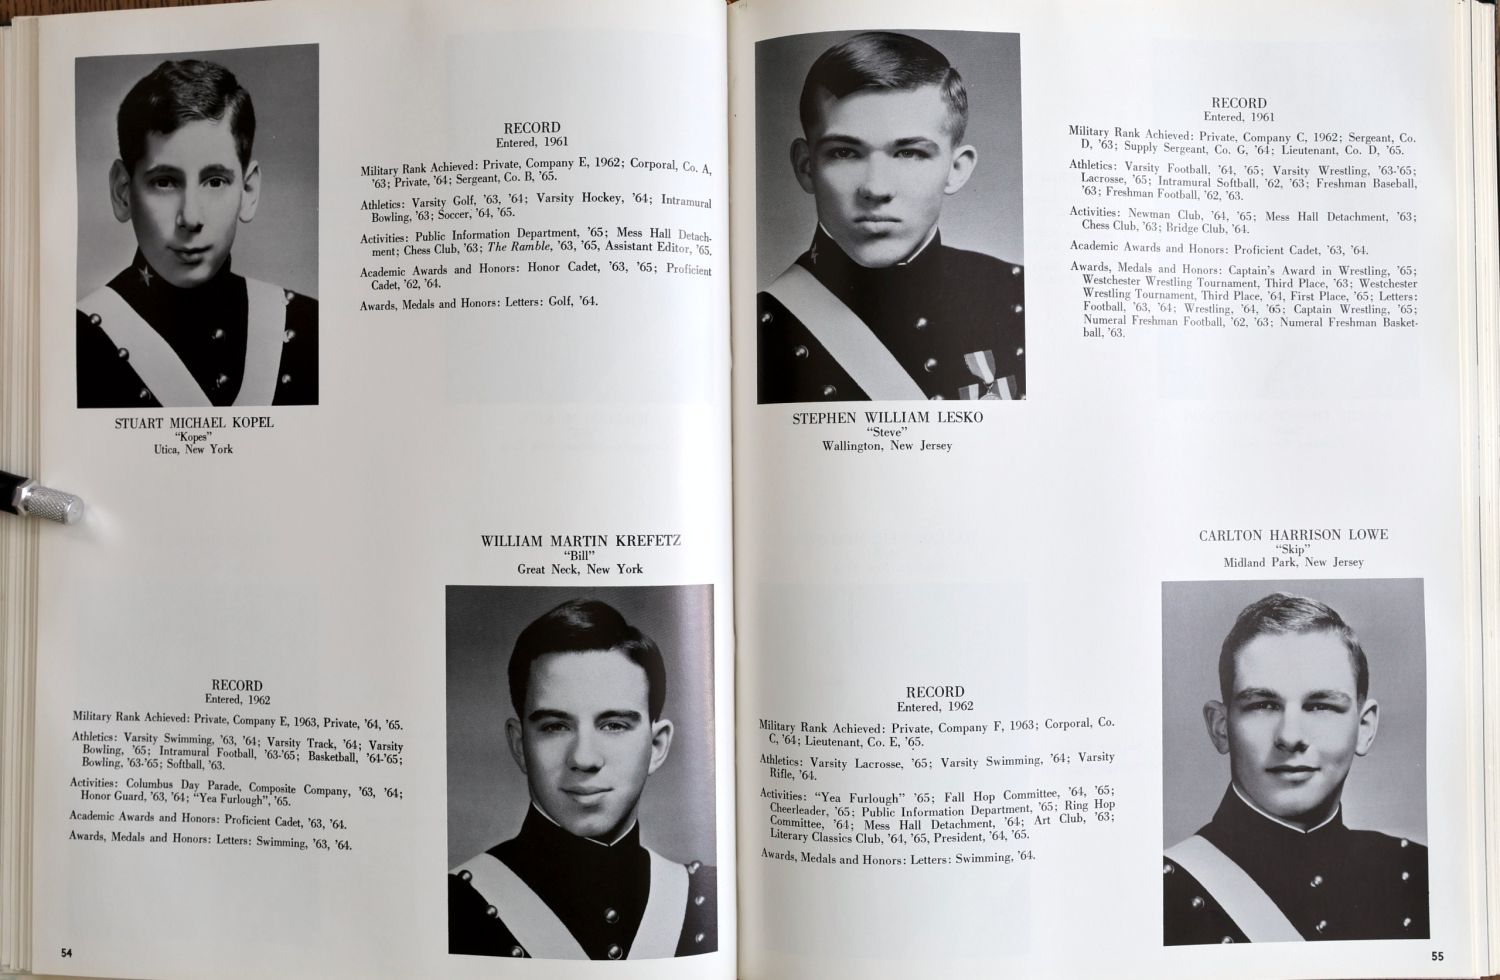 STUART MICHAEL KOPEL
"Kopes"
Utica, New York
RECORD
Entered, 1961
Military Rank Achieved: Private, Company E, 1962; Corporal, Co. A,
'63; Private, '64; Sergeant, Co. B, '65.
Athletics: Varsity Golf, '63, '64; Varsity Hockey, '64; Intramural
Bowling, '63; Soccer, '64, '65.
Activities: Public Information Department, '65; Mess Hall Detach-
ment; Chess Club, '63; The Ramble, '63, '65, Assistant Editor, '65.
Academic Awards and Honors: Honor Cadet, '63, '65; Proficient
Cadet, '62, '64.
Awards, Medals and Honors: Letters: Golf, '64.
WILLIAM MARTIN KREFETZ
"Bill"
Great Neck, New York
RECORD
Entered, 1962
Military Rank Achieved: Private, Company E, 1963, Private, '64, '65.
Athletics: Varsity Swimming, '63, '64; Varsity Track, '64; Varsity
Bowling, '65; Intramural Football, '63-'65; Basketball, '64-'65;
Bowling, '63-'65; Softball, '63.
Activities: Columbus Day Parade, Composite Company, '63, '64;
Honor Guard, '63, '64; "Yea Furlough", '65.
Academic Awards and Honors: Proficient Cadet, '63, '64.
Awards, Medals and Honors: Letters: Swimming, '63, '64.
54
STEPHEN WILLIAM LESKO
"Steve"
Wallington, New Jersey
RECORD
Entered, 1961
Military Rank Achieved: Private, Company C, 1962; Sergeant, Co.
D, '63; Supply Sergeant, Co. G, '64; Lieutenant, Co. D, '65.
Athletics: Varsity Football, '64, '65; Varsity Wrestling, '63-'65;
Lacrosse, '65; Intramural Softball, '62, '63; Freshman Baseball,
'63; Freshman Football, '62, '63.
Activities: Newman Club, '64, '65; Mess Hall Detachment, '63;
Chess Club, '63; Bridge Club, '64.
Academic Awards and Honors: Proficient Cadet, '63, '64.
Awards, Medals and Honors: Captain's Award in Wrestling, '65;
Westchester Wrestling Tournament, Third Place, '63; Westchester
Wrestling Tournament, Third Place, '64, First Place, '65; Letters:
Football, '63, '64; Wrestling, '64, '65; Captain Wrestling, '65;
Numeral Freshman Football, '62, '63; Numeral Freshman Basket-
ball, '63.
CARLTON HARRISON LOWE
"Skip"
Midland Park, New Jersey
RECORD
Entered, 1962
Military Rank Achieved: Private, Company F, 1963; Corporal, Co.
C, '64; Lieutenant, Co. E, '65.
Athletics: Varsity Lacrosse, '65; Varsity Swimming, '64; Varsity
Rifle, '64.
Activities: "Yea Furlough" '65; Fall Hop Committee, '64, '65;
Cheerleader, '65; Public Information Department, '65; Ring Hop
Committee, '64; Mess Hall Detachment, '64; Art Club, '63;
Literary Classics Club, '64, '65, President, '64, '65.
Awards, Medals and Honors: Letters: Swimming, '64.
55